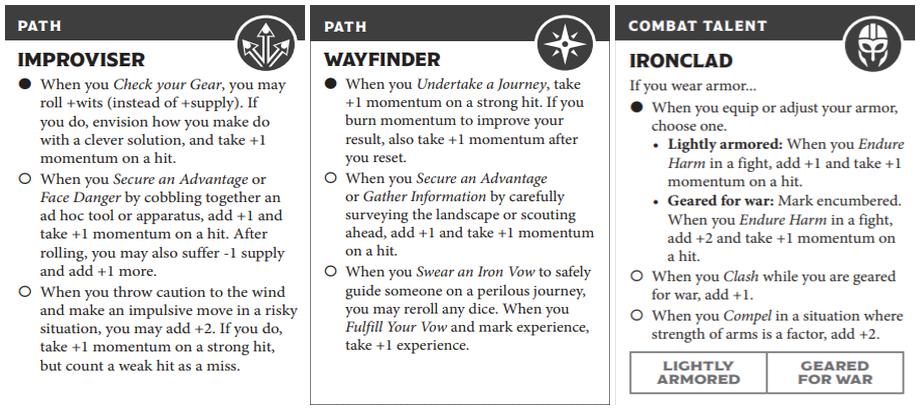 PATH
IMPROVISER
When you Check your Gear, you may
roll +wits (instead of +supply). If
you do, envision how you make do
with a clever solution, and take +1
momentum on a hit.
When you Secure an Advantage or
Face Danger by cobbling together an
ad hoc tool or apparatus, add +1 and
take +1 momentum on a hit. After
rolling, you may also suffer -1 supply
and add +1 more.
When you throw caution to the wind
and make an impulsive move in a risky
situation, you may add +2. If you do,
take +1 momentum on a strong hit,
but count a weak hit as a miss.
PATH
WAYFINDER
When you Undertake a Journey, take
+1 momentum on a strong hit. If you
burn momentum to improve your
result, also take +1 momentum after
you reset.
When you Secure an Advantage
or Gather Information by carefully
surveying the landscape or scouting
ahead, add +1 and take +1 momentum
on a hit.
When you Swear an Iron Vow to safely
guide someone on a perilous journey,
you may reroll any dice. When you
Fulfill Your Vow and mark experience,
take +1 experience.
COMBAT TALENT
IRONCLAD
If you wear armor...
When you equip or adjust your armor,
choose one.
• Lightly armored: When you Endure
Harm in a fight, add +1 and take +1
momentum on a hit.
• Geared for war: Mark encumbered.
When you Endure Harm in a fight,
add +2 and take +1 momentum on
a hit.
When you Clash while you are geared
for war, add +1.
When you Compel in a situation where
strength of arms is a factor, add +2.
LIGHTLY
ARMORED
GEARED
FOR WAR